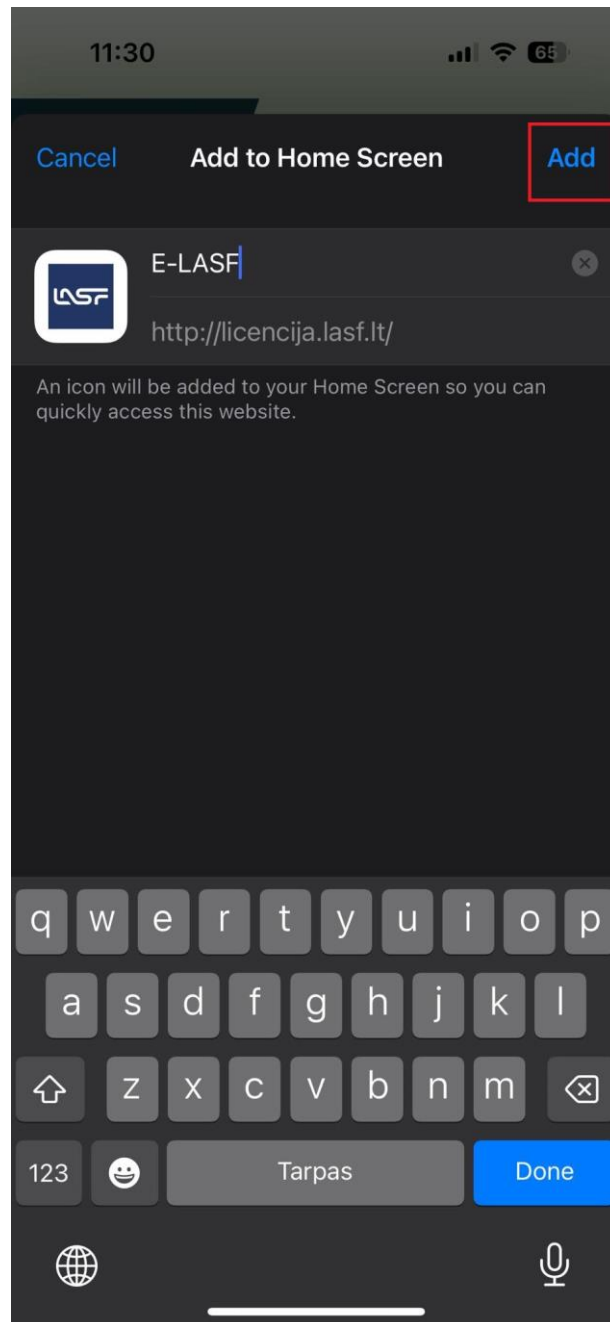 11:30
65
Cancel
Add to Home Screen
Add
E-LASF
LASF
http://licencija.lasf.lt/
An icon will be added to your Home Screen so you can
quickly access this website.
q w e r t y u i o p
a s d f g h j k l
z x c v b n m
123
Tarpas
Done